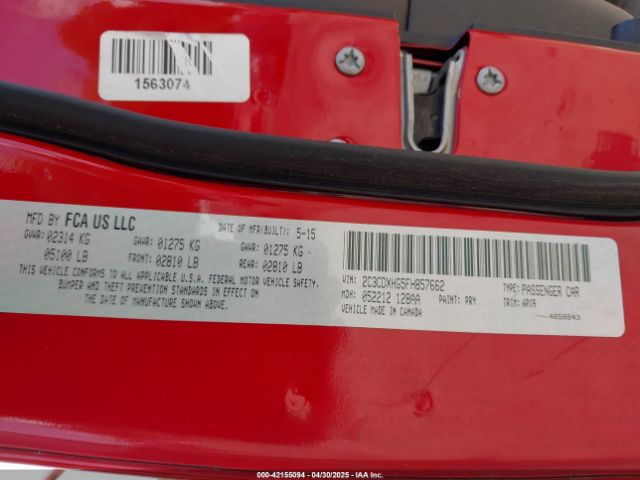 1563074
MFD BY FCA US LLC
DATE OF MFR(BUILT): 5-15
GVWR: 02314 KG GAWR: 01275 KG GAWR: 01275 KG
05100 LB FRONT: 02810 LB REAR: 02810 LB
THIS VEHICLE CONFORMS TO ALL APPLICABLE U.S.A. FEDERAL MOTOR VEHICLE SAFETY,
BUMPER AND THEFT PREVENTION STANDARDS IN EFFECT ON
THE DATE OF MANUFACTURE SHOWN ABOVE.
VIN: 2C3CDXHG5FH857662 TYPE: PASSENGER CAR
MDH: 052212 128AA PAINT: PRY TRIM: APX9
VEHICLE MADE IN CANADA 4658843
000-42155094 - 04/30/2025 - IAAI.COM